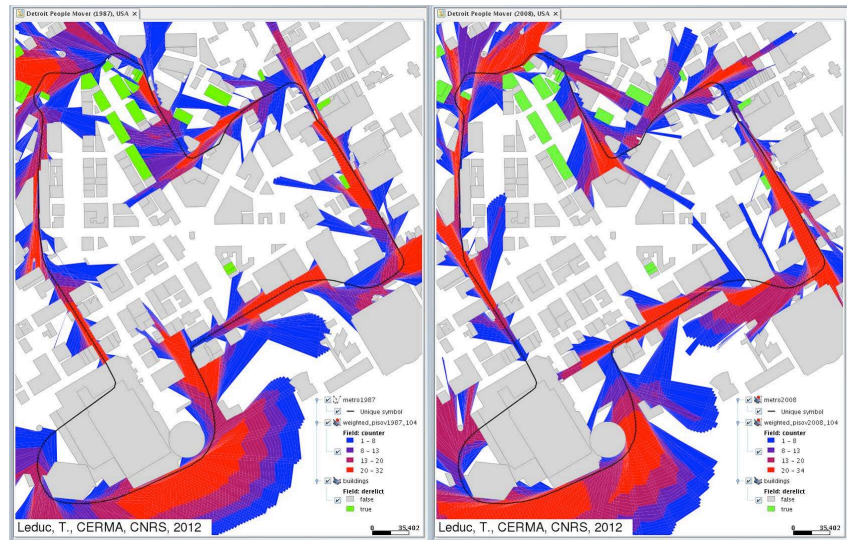 Detroit People Mover (1987), USA
metro1987
Unique symbol
weighted_pisov1987_104
Field: counter
1 - 8
8 - 13
13 - 20
20 - 32
buildings
Field: derelict
false
true
Leduc, T., CERMA, CNRS, 2012
0 35,402
Detroit People Mover (2008), USA
metro2008
Unique symbol
weighted_pisov2008_104
Field: counter
1 - 8
8 - 13
13 - 20
20 - 34
buildings
Field: derelict
false
true
Leduc, T., CERMA, CNRS, 2012
0 35,402